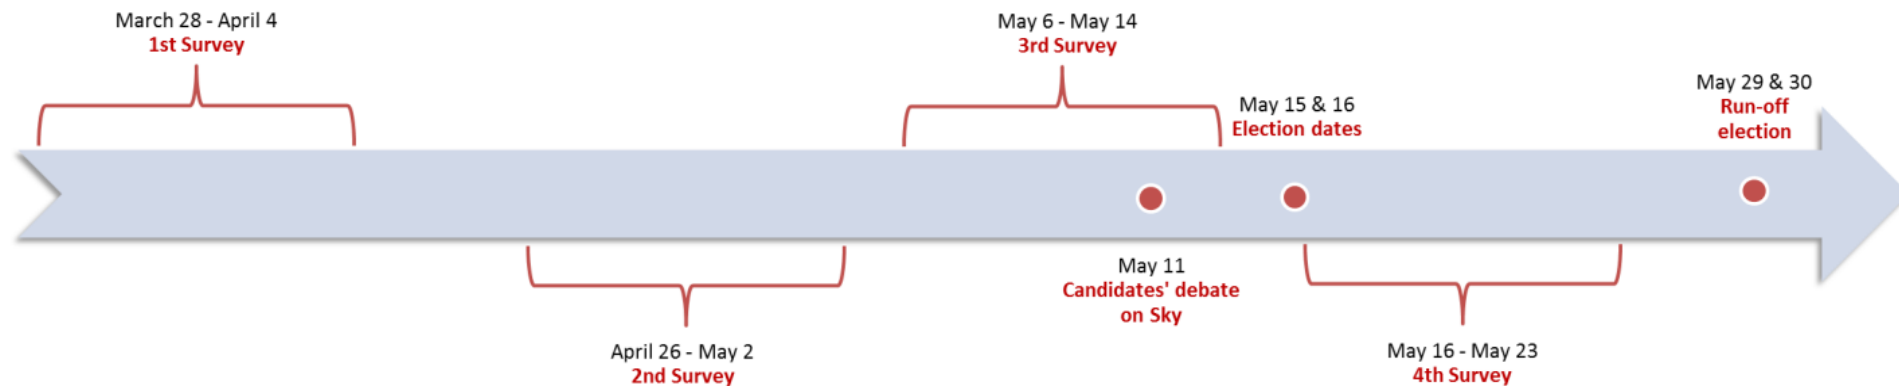 March 28 - April 4
1st Survey
April 26 - May 2
2nd Survey
May 6 - May 14
3rd Survey
May 11
Candidates' debate
on Sky
May 15 & 16
Election dates
May 16 - May 23
4th Survey
May 29 & 30
Run-off
election